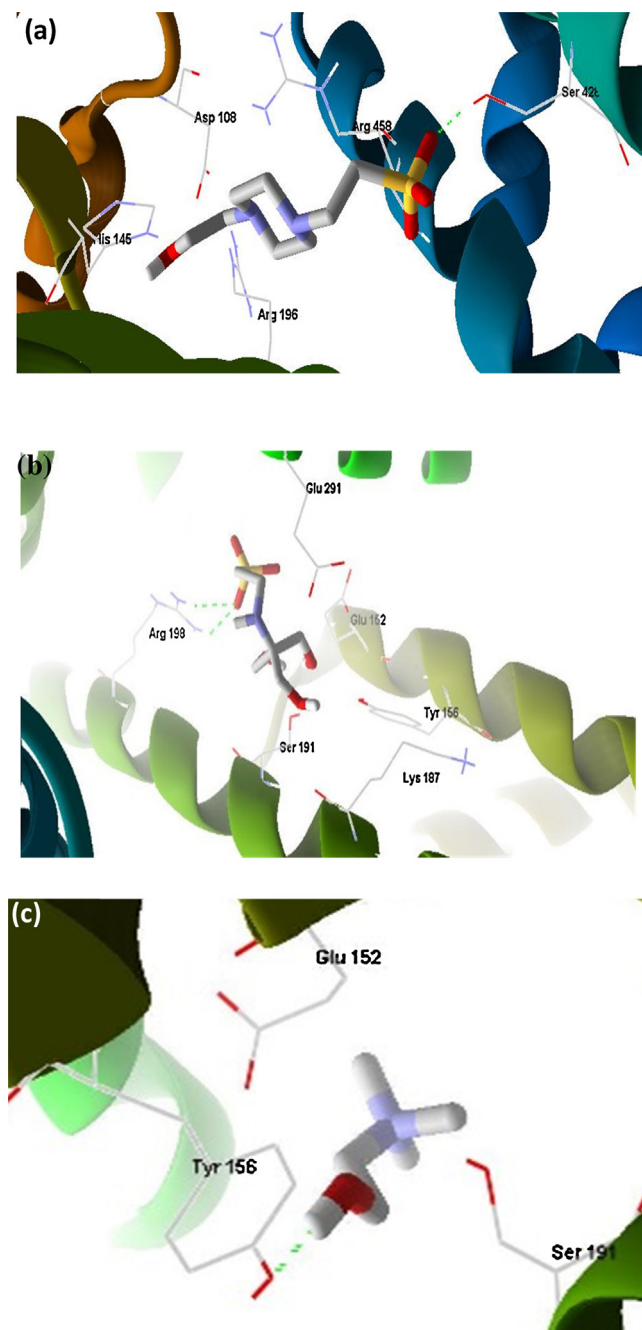 (a)
Asp 108
Arg 458
Ser 428
His 145
Arg 196
(b)
Glu 291
Glu 152
Arg 198
Tyr 156
Ser 191
Lys 187
(c)
Glu 152
Tyr 156
Ser 191